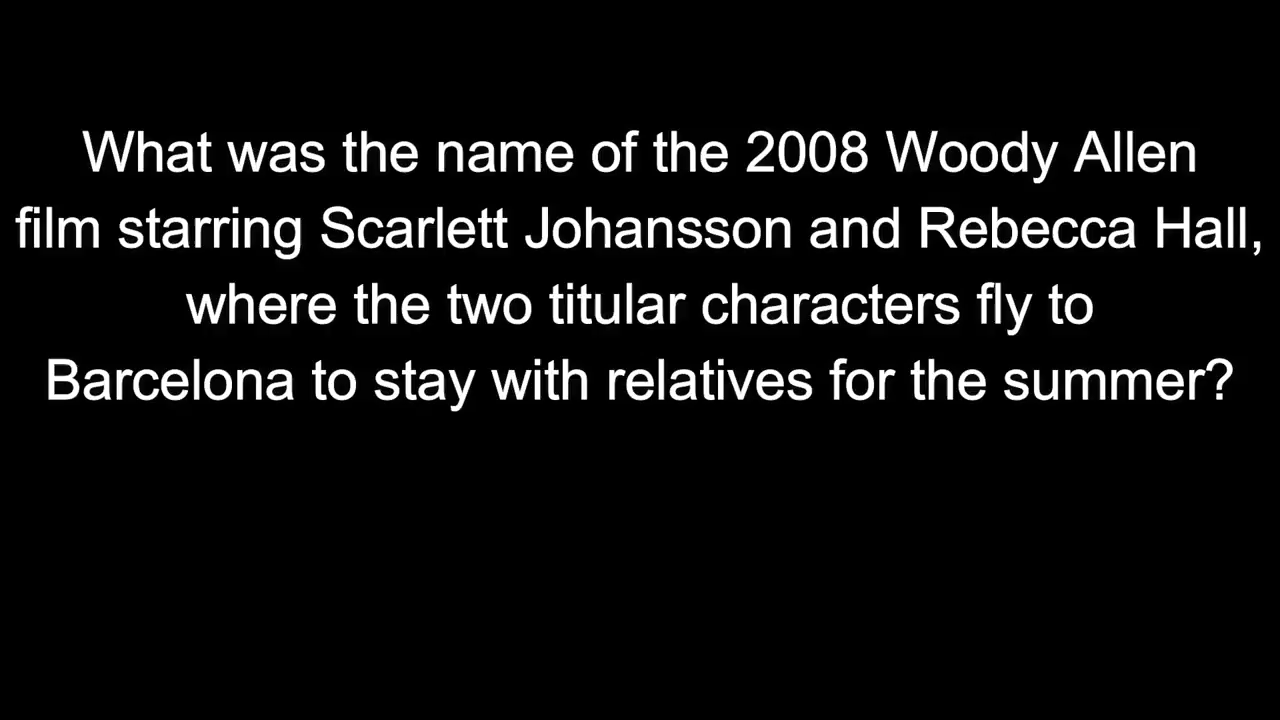 What was the name of the 2008 Woody Allen
film starring Scarlett Johansson and Rebecca Hall,
where the two titular characters fly to
Barcelona to stay with relatives for the summer?